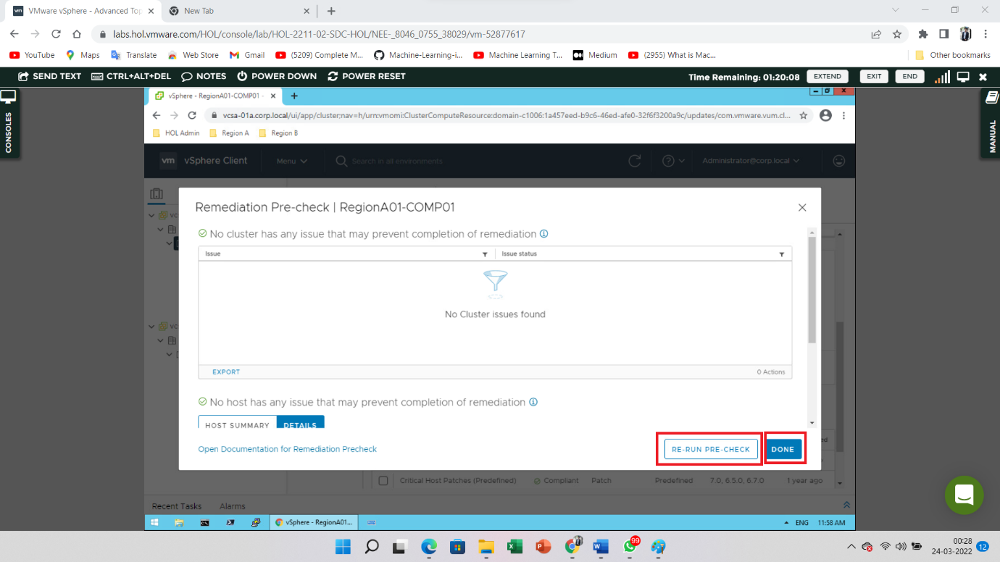 VMware vSphere - Advanced Top
New Tab
labs.hol.vmware.com/HOL/console/lab/HOL-2211-02-SDC-HOL/NEE-_8046_0755_38029/vm-52877617
YouTube Maps Translate Web Store Gmail (5209) Complete M... Machine-Learning-i... Machine Learning T... Medium (2955) What is Mac... Other bookmarks
SEND TEXT CTRL+ALT+DEL NOTES POWER DOWN POWER RESET Time Remaining: 01:20:08 EXTEND EXIT END
CONSOLES
MANUAL
vSphere - RegionA01-COMP01 -
vcsa-01a.corp.local/ui/app/cluster;nav=h/urn:vmomi:ClusterComputeResource:domain-c1006:1a457eed-b9c6-46ed-afe0-32f6f3200a9c/updates/com.vmware.vum.cl...
HOL Admin Region A Region B
vm vSphere Client Menu Search in all environments Administrator@corp.local
Remediation Pre-check | RegionA01-COMP01
No cluster has any issue that may prevent completion of remediation
Issue Issue status
No Cluster issues found
EXPORT 0 Actions
No host has any issue that may prevent completion of remediation
HOST SUMMARY DETAILS
Open Documentation for Remediation Precheck RE-RUN PRE-CHECK DONE
Critical Host Patches (Predefined) Compliant Patch Predefined 7.0, 6.5.0, 6.7.0 1 year ago
Recent Tasks Alarms
vSphere - RegionA01... ENG 11:58 AM
99
00:28
24-03-2022 12